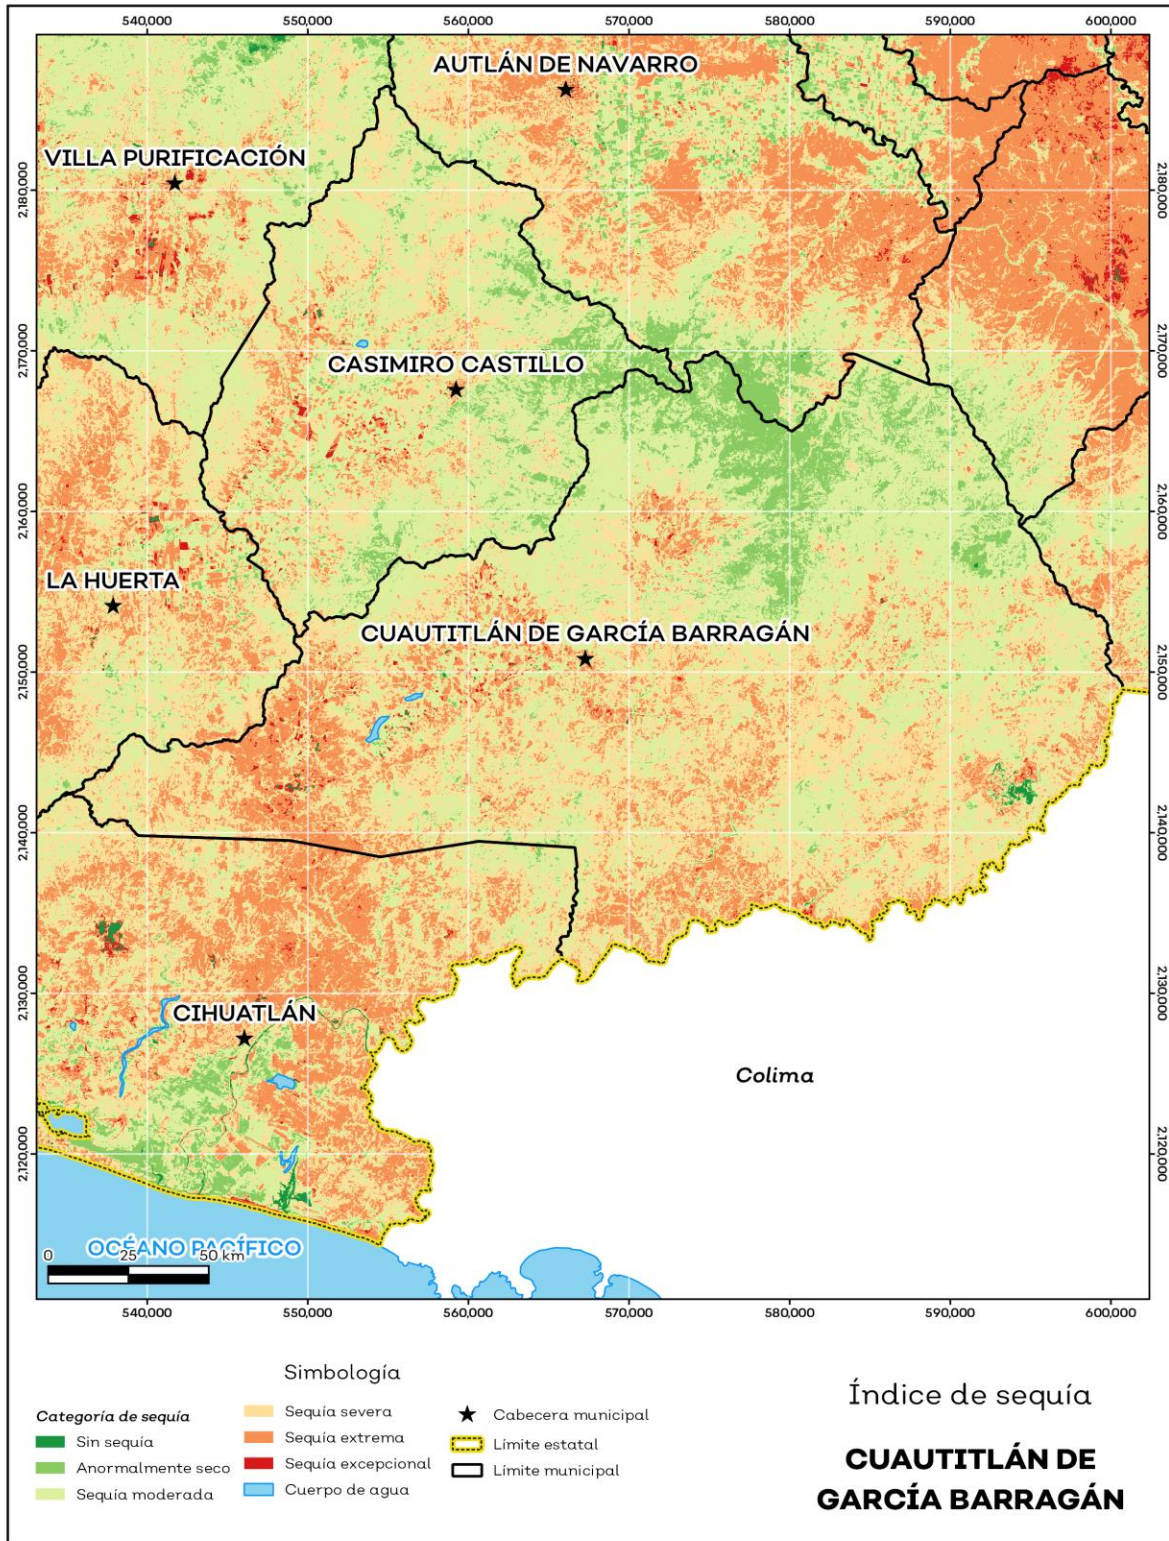 540,000
550,000
560,000
570,000
580,000
590,000
600,000
AUTLÁN DE NAVARRO
VILLA PURIFICACIÓN
2,180,000
2,180,000
2,170,000
2,170,000
CASIMIRO CASTILLO
2,160,000
2,160,000
LA HUERTA
CUAUTITLÁN DE GARCÍA BARRAGÁN
2,150,000
2,150,000
2,140,000
2,140,000
2,130,000
2,130,000
CIHUATLÁN
Colima
2,120,000
2,120,000
OCÉANO PACÍFICO
0 25 50 km
540,000
550,000
560,000
570,000
580,000
590,000
600,000
Simbología
Categoría de sequía
Sin sequía
Anormalmente seco
Sequía moderada
Sequía severa
Sequía extrema
Sequía excepcional
Cuerpo de agua
Cabecera municipal
Límite estatal
Límite municipal
Índice de sequía
CUAUTITLÁN DE
GARCÍA BARRAGÁN